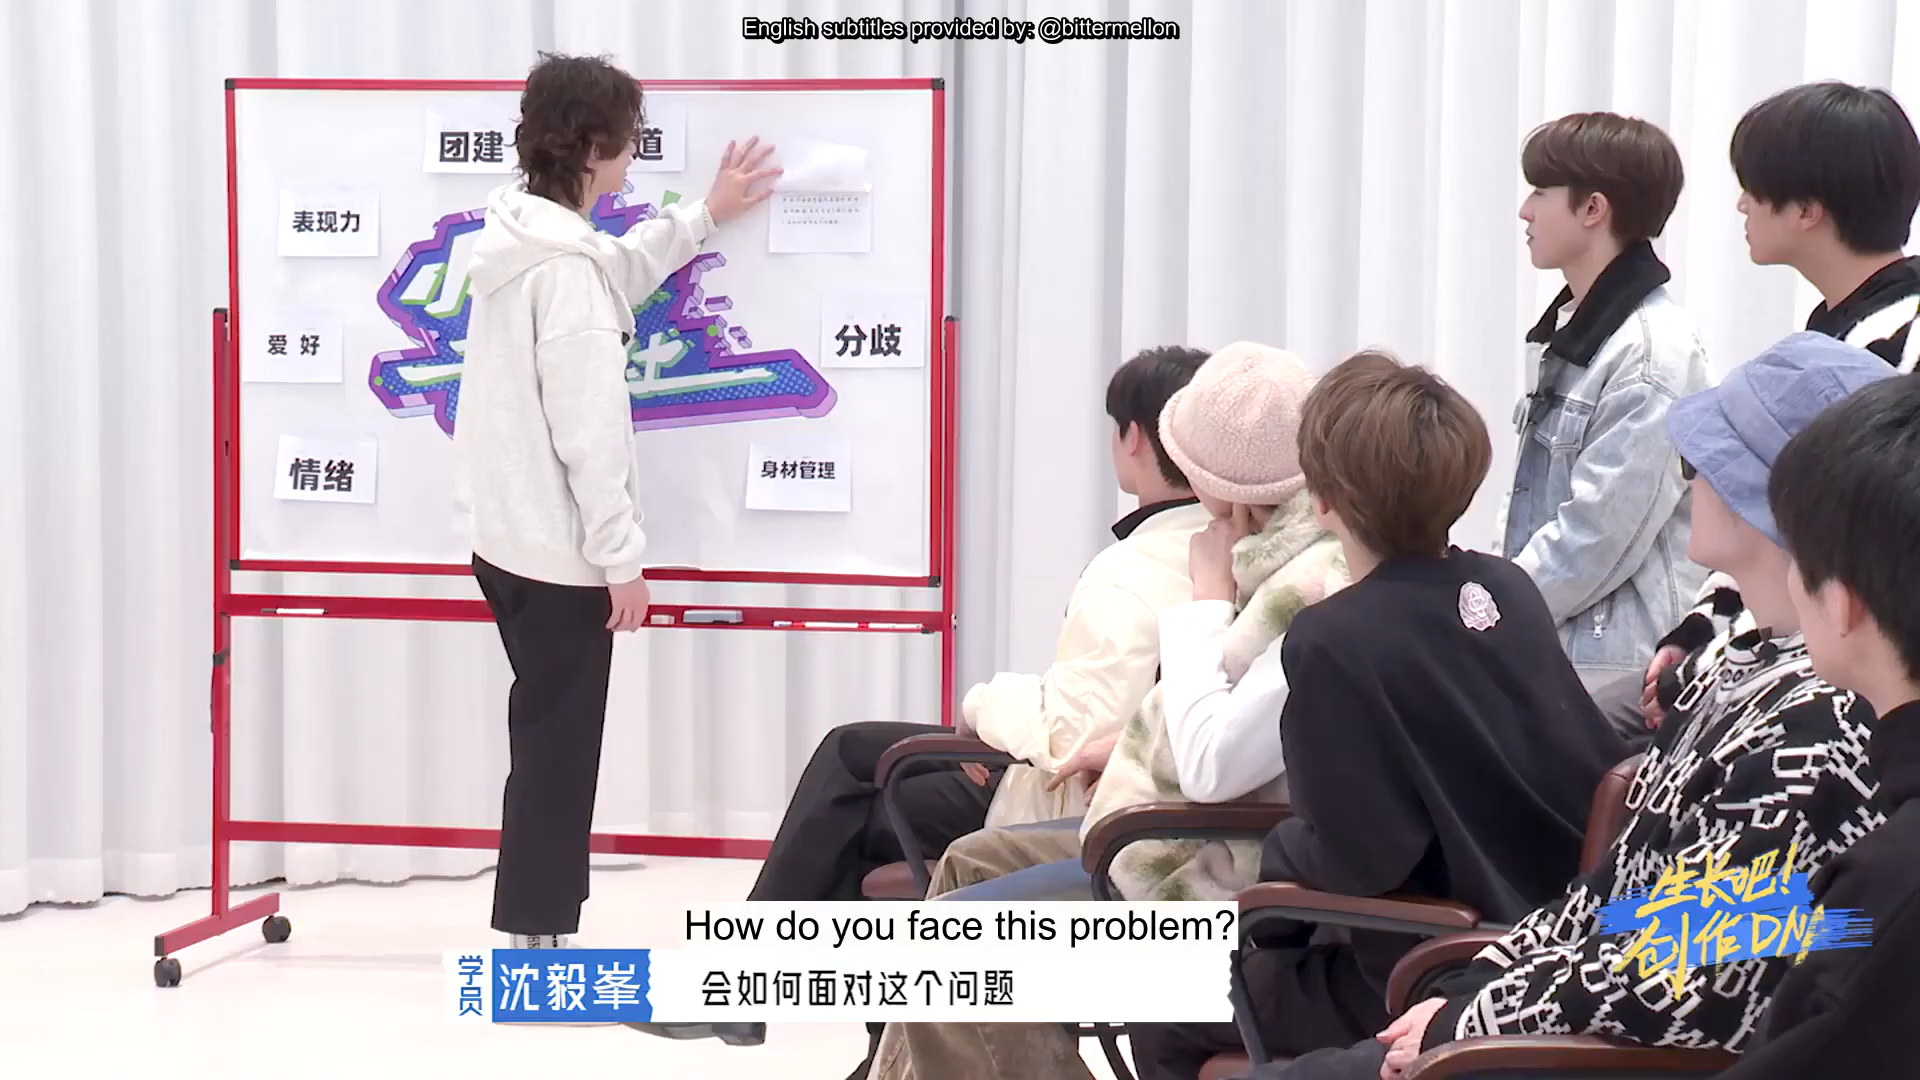 English subtitles provided by: @bittermellon
团建
道
表现力
爱 好
分歧
情绪
身材管理
生长吧!
创作DNA
How do you face this problem?
学员
沈毅峯
会如何面对这个问题